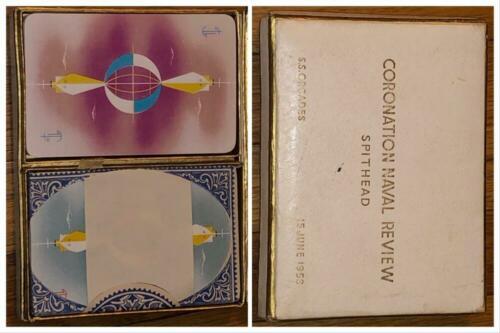 CORONATION NAVAL REVIEW
SPITHEAD
S.S. ORCADES
15 JUNE 1953